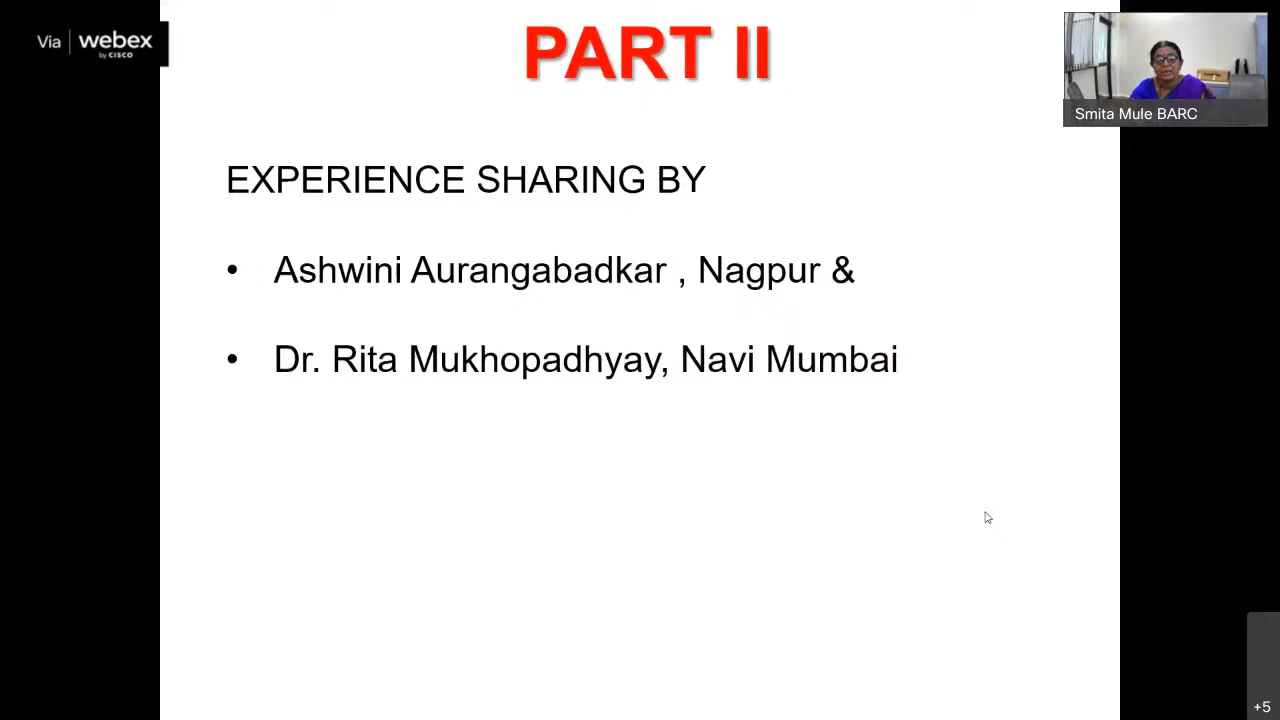 Via webex
by CISCO
PART II
Smita Mule BARC
EXPERIENCE SHARING BY
• Ashwini Aurangabadkar , Nagpur &
• Dr. Rita Mukhopadhyay, Navi Mumbai
+5